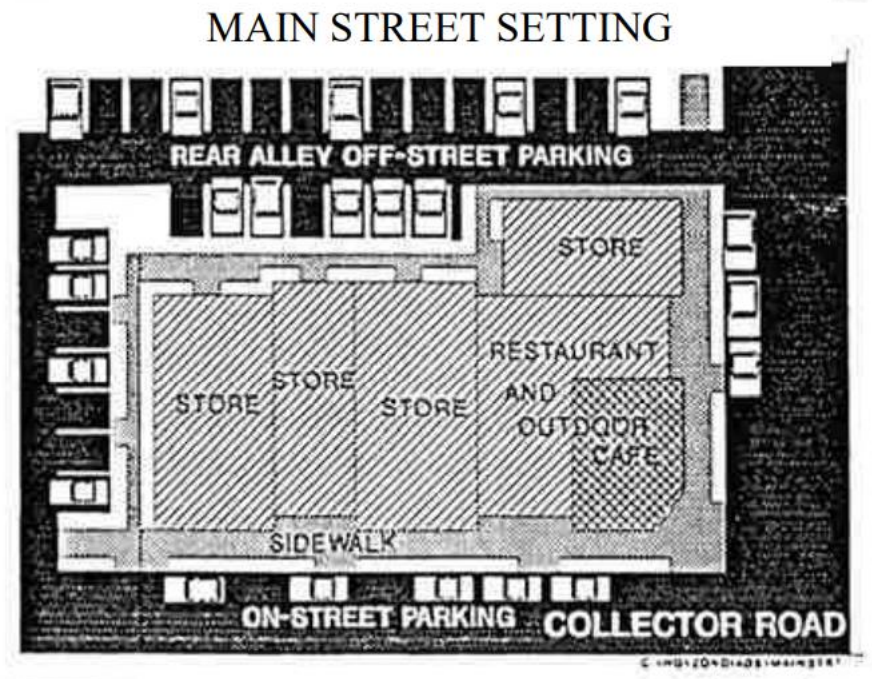 MAIN STREET SETTING
REAR ALLEY OFF-STREET PARKING
STORE
RESTAURANT
STORE
AND
STORE
STORE
OUTDOOR
CAFE
SIDEWALK
ON-STREET PARKING
COLLECTOR ROAD